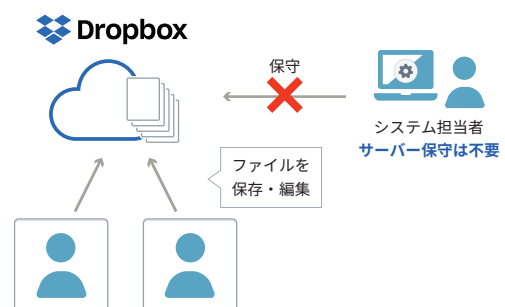 Dropbox
保守
システム担当者
サーバー保守は不要
ファイルを
保存・編集